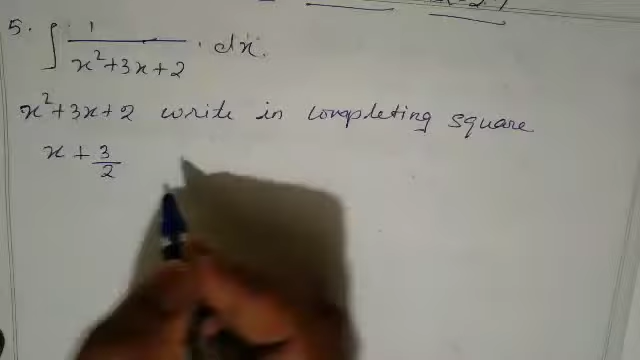 5. ∫ 1/(x²+3x+2) . dx.
x²+3x+2 write in completing square
x + 3/2